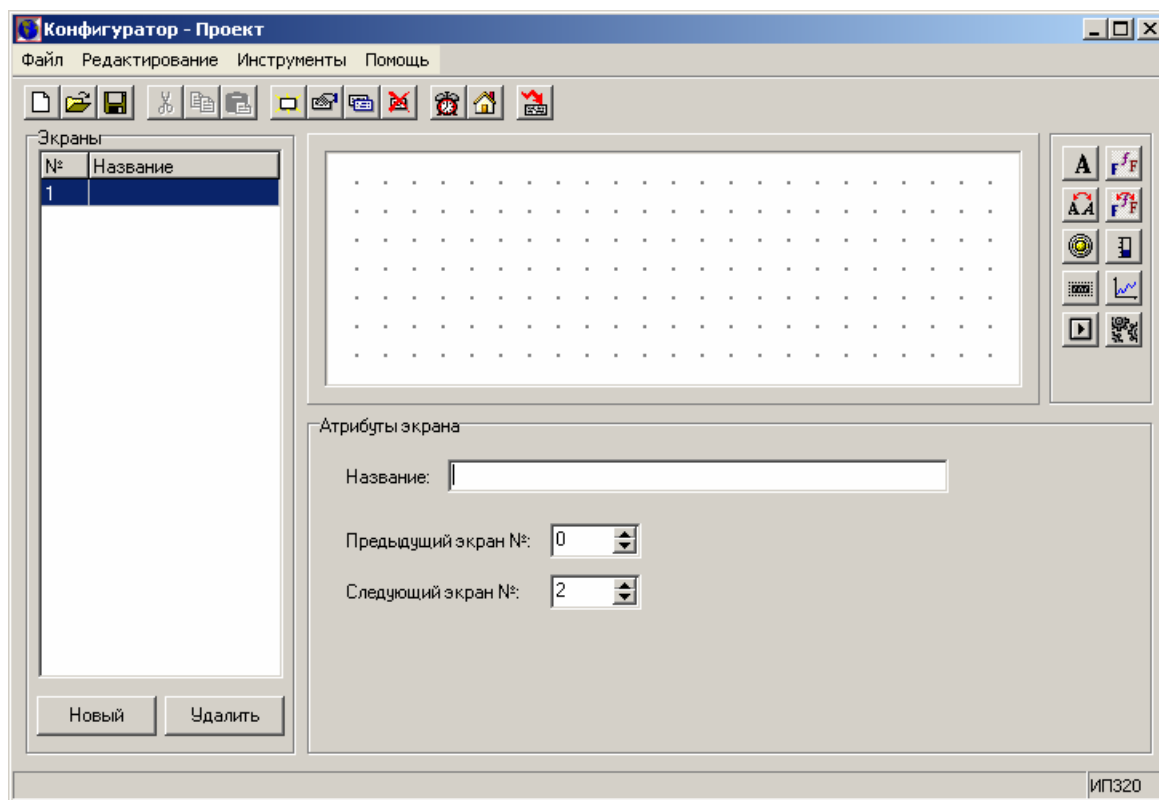 Конфигуратор - Проект
Файл Редактирование Инструменты Помощь
Экраны
№ Название
1
Атрибуты экрана
Название:
Предыдущий экран №: 0
Следующий экран №: 2
Новый Удалить
ИП320